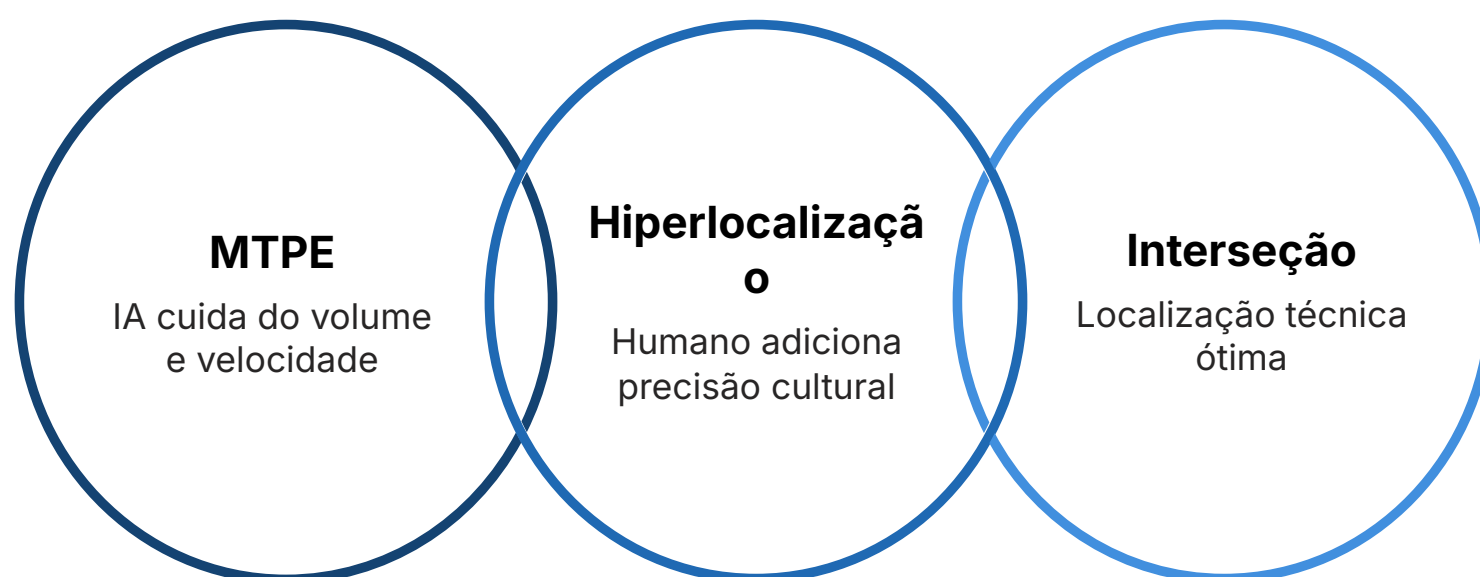 MTPE
IA cuida do volume
e velocidade
Hiperlocalizaçã
o
Humano adiciona
precisão cultural
Interseção
Localização técnica
ótima